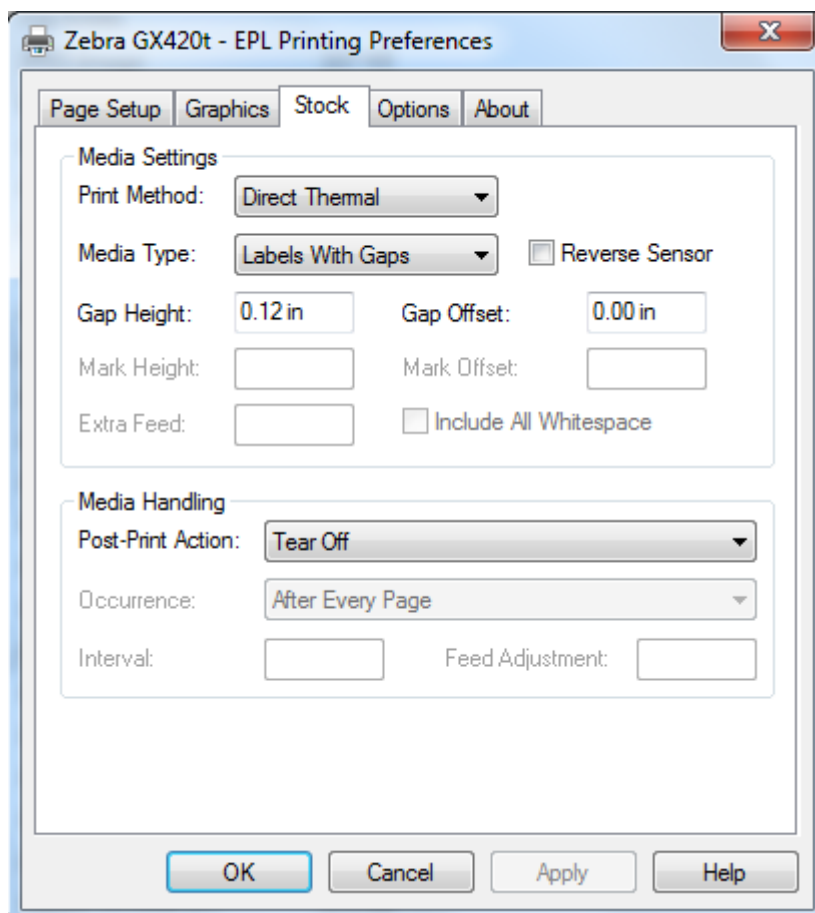 Zebra GX420t - EPL Printing Preferences
Page Setup Graphics Stock Options About
Media Settings
Print Method: Direct Thermal
Media Type: Labels With Gaps Reverse Sensor
Gap Height: 0.12 in Gap Offset: 0.00 in
Mark Height: Mark Offset:
Extra Feed: Include All Whitespace
Media Handling
Post-Print Action: Tear Off
Occurrence: After Every Page
Interval: Feed Adjustment:
OK Cancel Apply Help